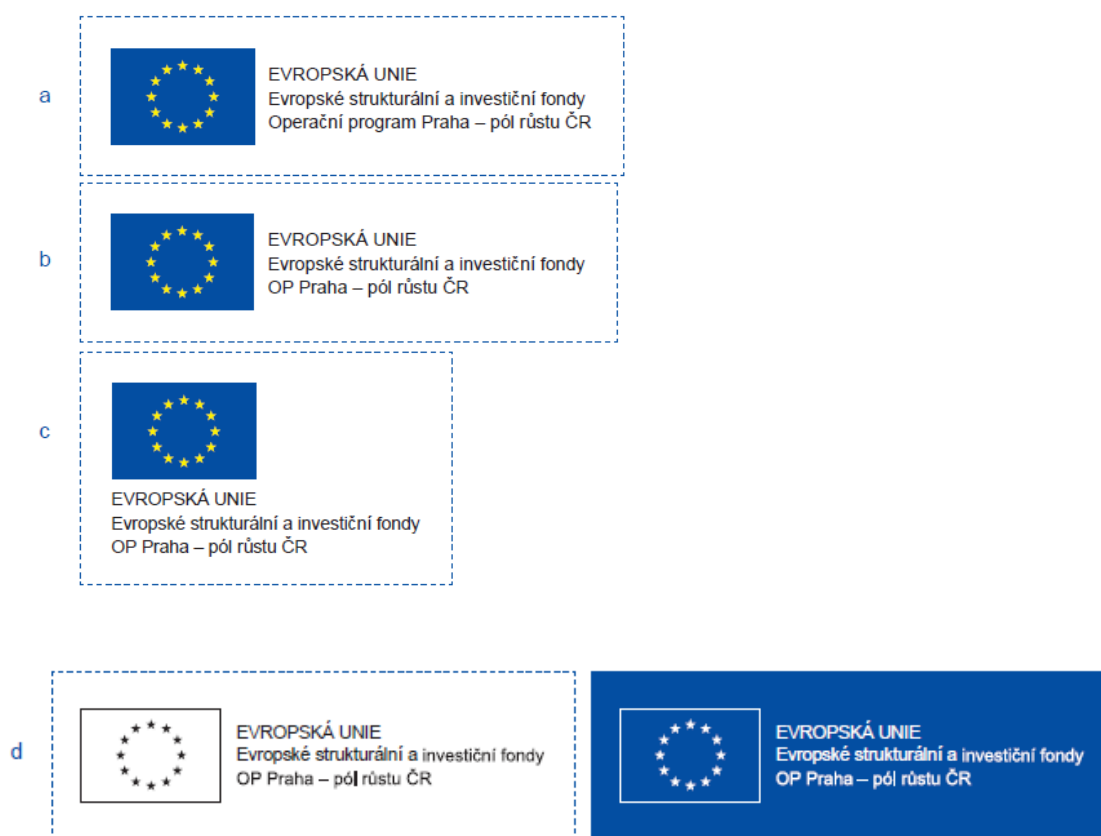 a
EVROPSKÁ UNIE
Evropské strukturální a investiční fondy
Operační program Praha – pól růstu ČR
b
EVROPSKÁ UNIE
Evropské strukturální a investiční fondy
OP Praha – pól růstu ČR
c
EVROPSKÁ UNIE
Evropské strukturální a investiční fondy
OP Praha – pól růstu ČR
d
EVROPSKÁ UNIE
Evropské strukturální a investiční fondy
OP Praha – pól růstu ČR
EVROPSKÁ UNIE
Evropské strukturální a investiční fondy
OP Praha – pól růstu ČR